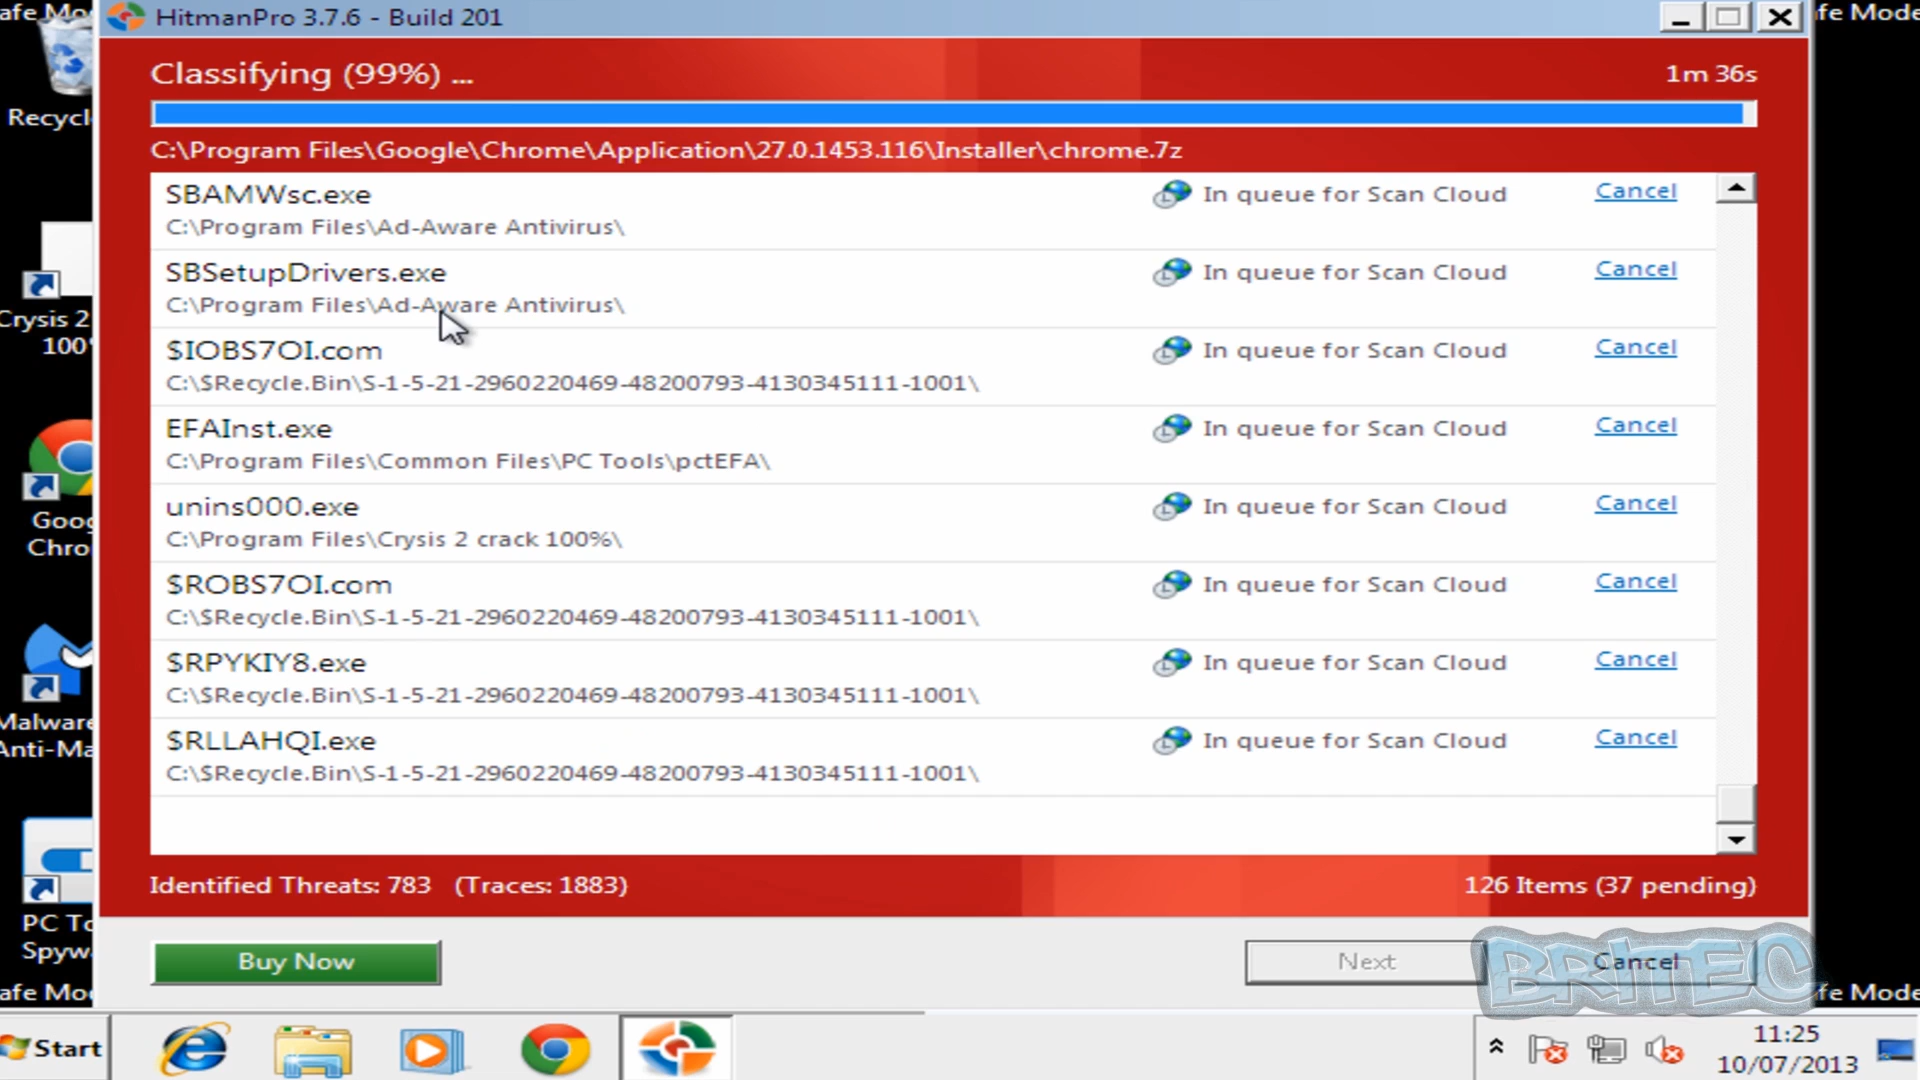 afe Mo
fe Mode
HitmanPro 3.7.6 - Build 201
Classifying (99%) ...
1m 36s
C:\Program Files\Google\Chrome\Application\27.0.1453.116\Installer\chrome.7z
SBAMWsc.exe
In queue for Scan Cloud
Cancel
C:\Program Files\Ad-Aware Antivirus\
SBSetupDrivers.exe
In queue for Scan Cloud
Cancel
C:\Program Files\Ad-Aware Antivirus\
$IOBS7OI.com
In queue for Scan Cloud
Cancel
C:\$Recycle.Bin\S-1-5-21-2960220469-48200793-4130345111-1001\
EFAInst.exe
In queue for Scan Cloud
Cancel
C:\Program Files\Common Files\PC Tools\pctEFA\
unins000.exe
In queue for Scan Cloud
Cancel
C:\Program Files\Crysis 2 crack 100%\
$ROBS7OI.com
In queue for Scan Cloud
Cancel
C:\$Recycle.Bin\S-1-5-21-2960220469-48200793-4130345111-1001\
$RPYKIY8.exe
In queue for Scan Cloud
Cancel
C:\$Recycle.Bin\S-1-5-21-2960220469-48200793-4130345111-1001\
$RLLAHQI.exe
In queue for Scan Cloud
Cancel
C:\$Recycle.Bin\S-1-5-21-2960220469-48200793-4130345111-1001\
Identified Threats: 783 (Traces: 1883)
126 Items (37 pending)
Buy Now
Next
Cancel
BRITEC
Recycl
Crysis 2
100%
Goog
Chro
Malware
Anti-Ma
PC To
Spyw
afe Mo
fe Mode
Start
11:25
10/07/2013